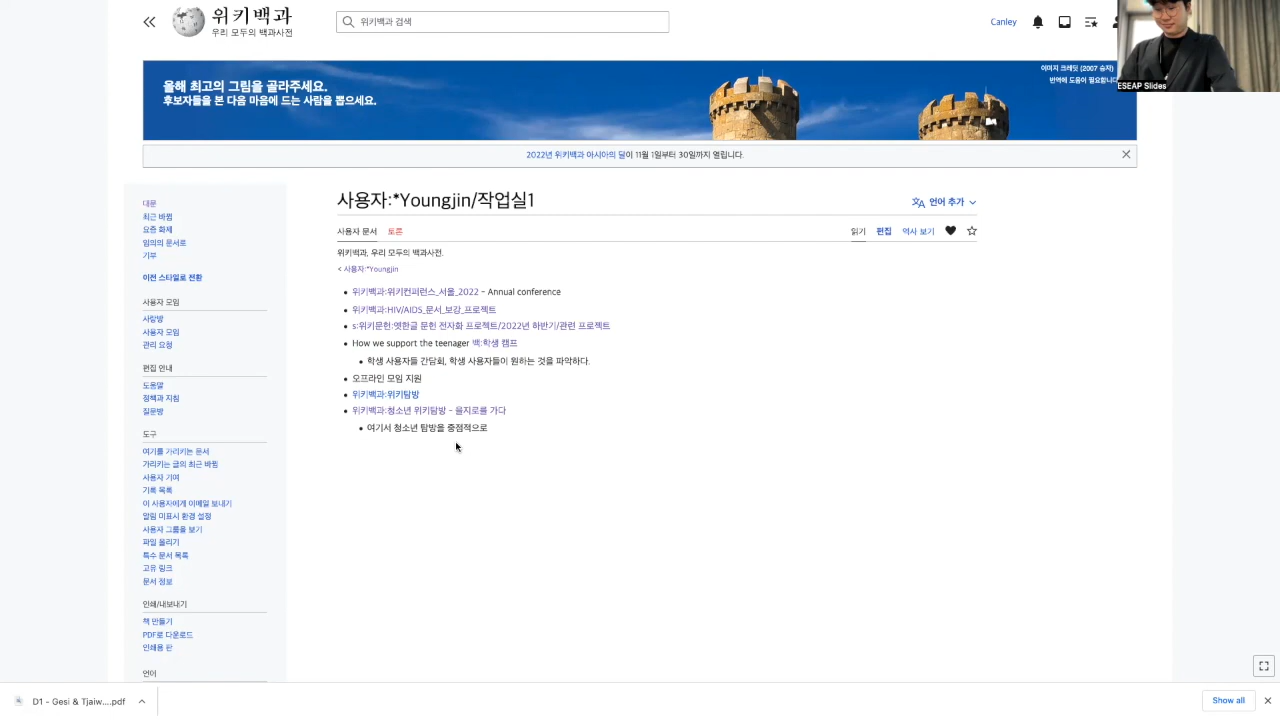 위키백과
우리 모두의 백과사전
위키백과 검색
Canley
올해 최고의 그림을 골라주세요.
후보자들을 본 다음 마음에 드는 사람을 뽑으세요.
이미지 크레딧 (2007 승자)
번역에 도움이 필요합니다
ESEAP Slides
2022년 위키백과 아시아의 달이 11월 1일부터 30일까지 열립니다.
대문
최근 바뀜
요즘 화제
임의의 문서로
기부
이전 스타일로 전환
사용자 모임
사랑방
사용자 모임
관리 요청
편집 안내
도움말
정책과 지침
질문방
도구
여기를 가리키는 문서
가리키는 글의 최근 바뀜
사용자 기여
기록 목록
이 사용자에게 이메일 보내기
알림 미표시 환경 설정
사용자 그룹을 보기
파일 올리기
특수 문서 목록
고유 링크
문서 정보
인쇄/내보내기
책 만들기
PDF로 다운로드
인쇄용 판
언어
사용자:*Youngjin/작업실1
언어 추가
사용자 문서 토론
읽기 편집 역사 보기
위키백과, 우리 모두의 백과사전.
< 사용자:*Youngjin
위키백과:위키컨퍼런스_서울_2022 – Annual conference
위키백과:HIV/AIDS_문서_보강_프로젝트
s:위키문헌:옛한글 문헌 전자화 프로젝트/2022년 하반기/관련 프로젝트
How we support the teenager 백:학생 캠프
학생 사용자들 간담회, 학생 사용자들이 원하는 것을 파악하다.
오프라인 모임 지원
위키백과:위키탐방
위키백과:청소년 위키탐방 - 을지로를 가다
여기서 청소년 탐방을 중점적으로
D1 - Gesi & Tjaiw....pdf
Show all